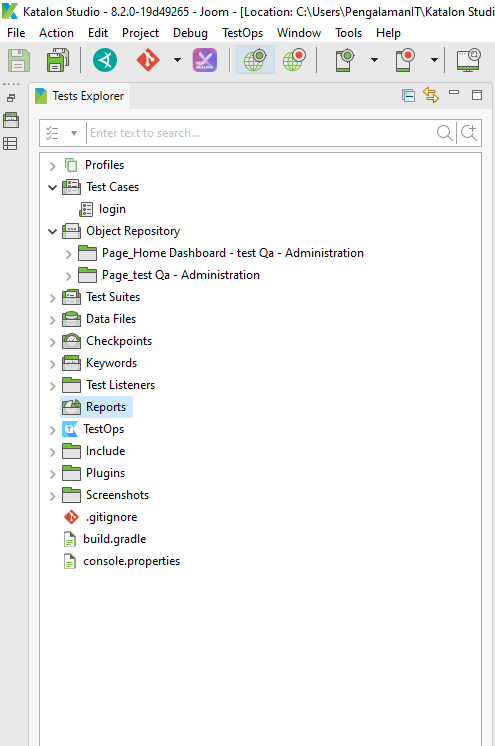 Katalon Studio - 8.2.0-19d49265 - Joom - [Location: C:\Users\PengalamanIT\Katalon Studi
File Action Edit Project Debug TestOps Window Tools Help
Tests Explorer
Enter text to search...
Profiles
Test Cases
login
Object Repository
Page_Home Dashboard - test Qa - Administration
Page_test Qa - Administration
Test Suites
Data Files
Checkpoints
Keywords
Test Listeners
Reports
TestOps
Include
Plugins
Screenshots
.gitignore
build.gradle
console.properties